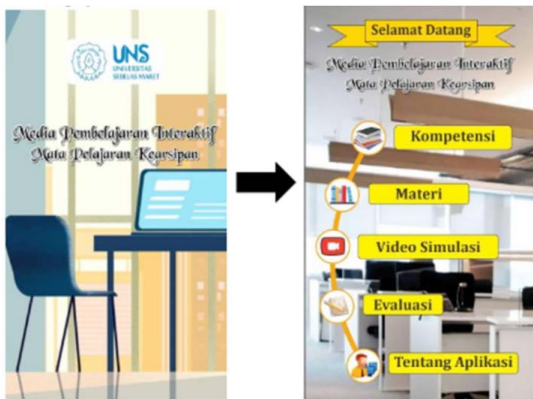 UNS
UNIVERSITAS
SEBELAS MARET
Media Pembelajaran Interaktif
Mata Pelajaran Kearsipan
Selamat Datang
Media Pembelajaran Interaktif
Mata Pelajaran Kearsipan
Kompetensi
Materi
Video Simulasi
Evaluasi
Tentang Aplikasi